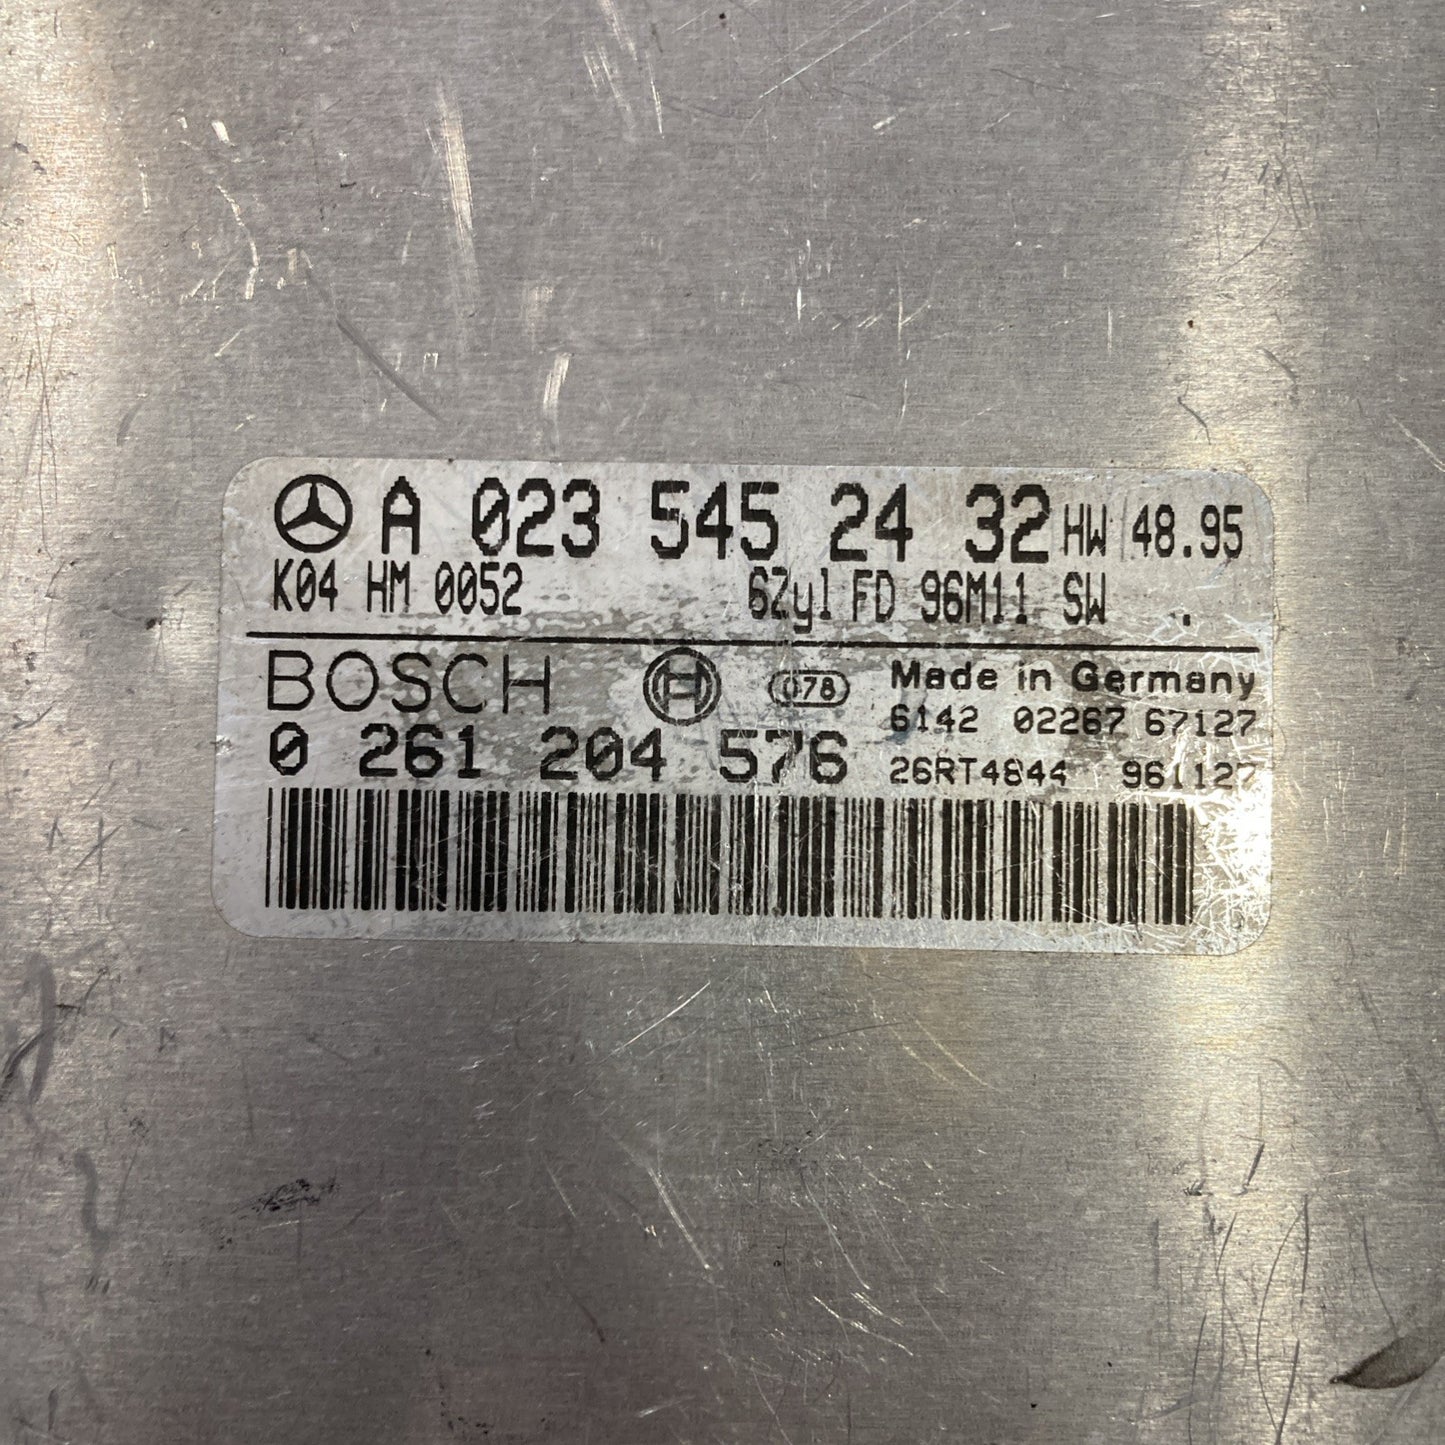 A 023 545 24 32 HW 48.95
K04 HM 0052 6Zyl FD 96M11 SW .
BOSCH 078 Made in Germany
6142 02267 67127
0 261 204 576
26RT4844 961127